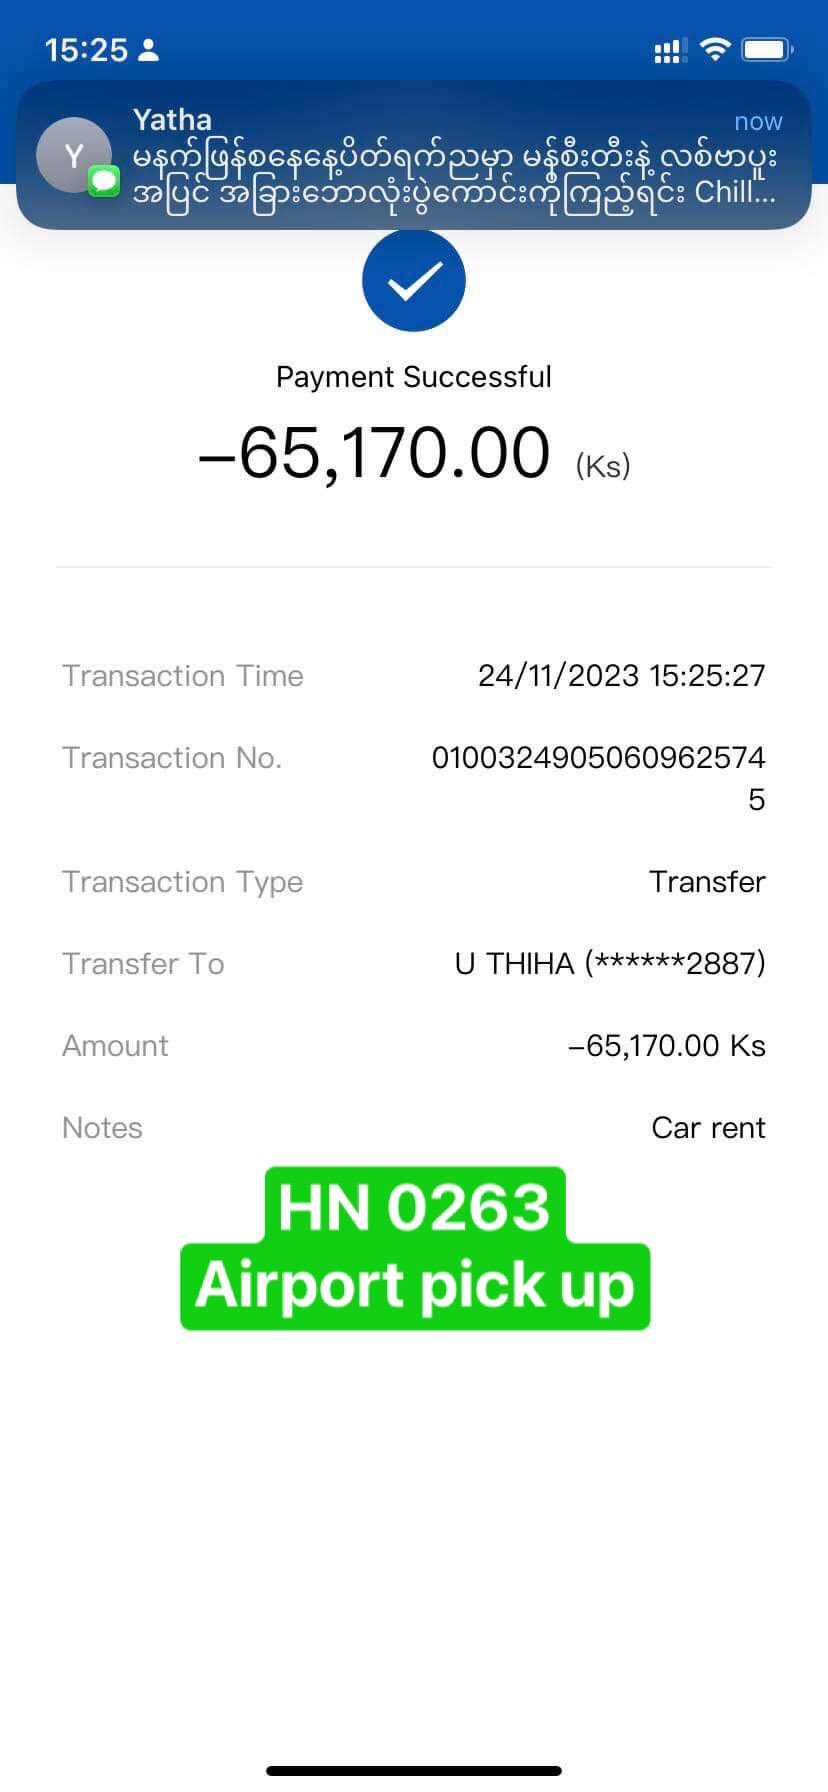 15:25
Yatha
now
Y
မနက်ဖြန်စနေနေ့ပိတ်ရက်ညမှာ မန်စီးတီးနဲ့ လစ်ဗာပူး
အပြင် အခြားဘောလုံးပွဲကောင်းကိုကြည့်ရင်း Chill...
Payment Successful
–65,170.00 (Ks)
Transaction Time 24/11/2023 15:25:27
Transaction No. 0100324905060962574
5
Transaction Type Transfer
Transfer To U THIHA (******2887)
Amount –65,170.00 Ks
Notes Car rent
HN 0263
Airport pick up